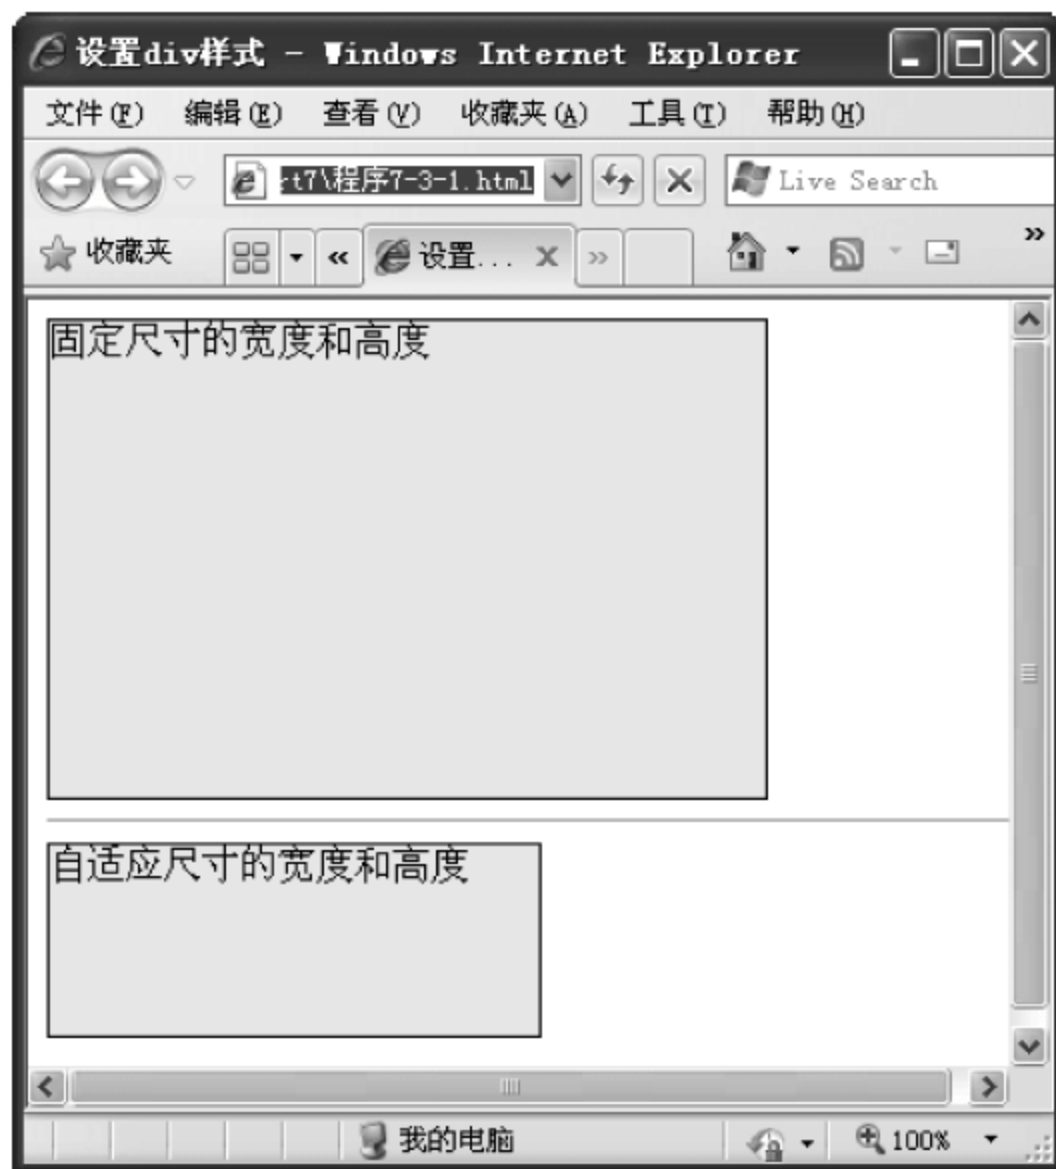 设置div样式 - Windows Internet Explorer
文件(F) 编辑(E) 查看(V) 收藏夹(A) 工具(T) 帮助(H)
t7\程序7-3-1.html Live Search
收藏夹 设置...
固定尺寸的宽度和高度
自适应尺寸的宽度和高度
我的电脑 100%